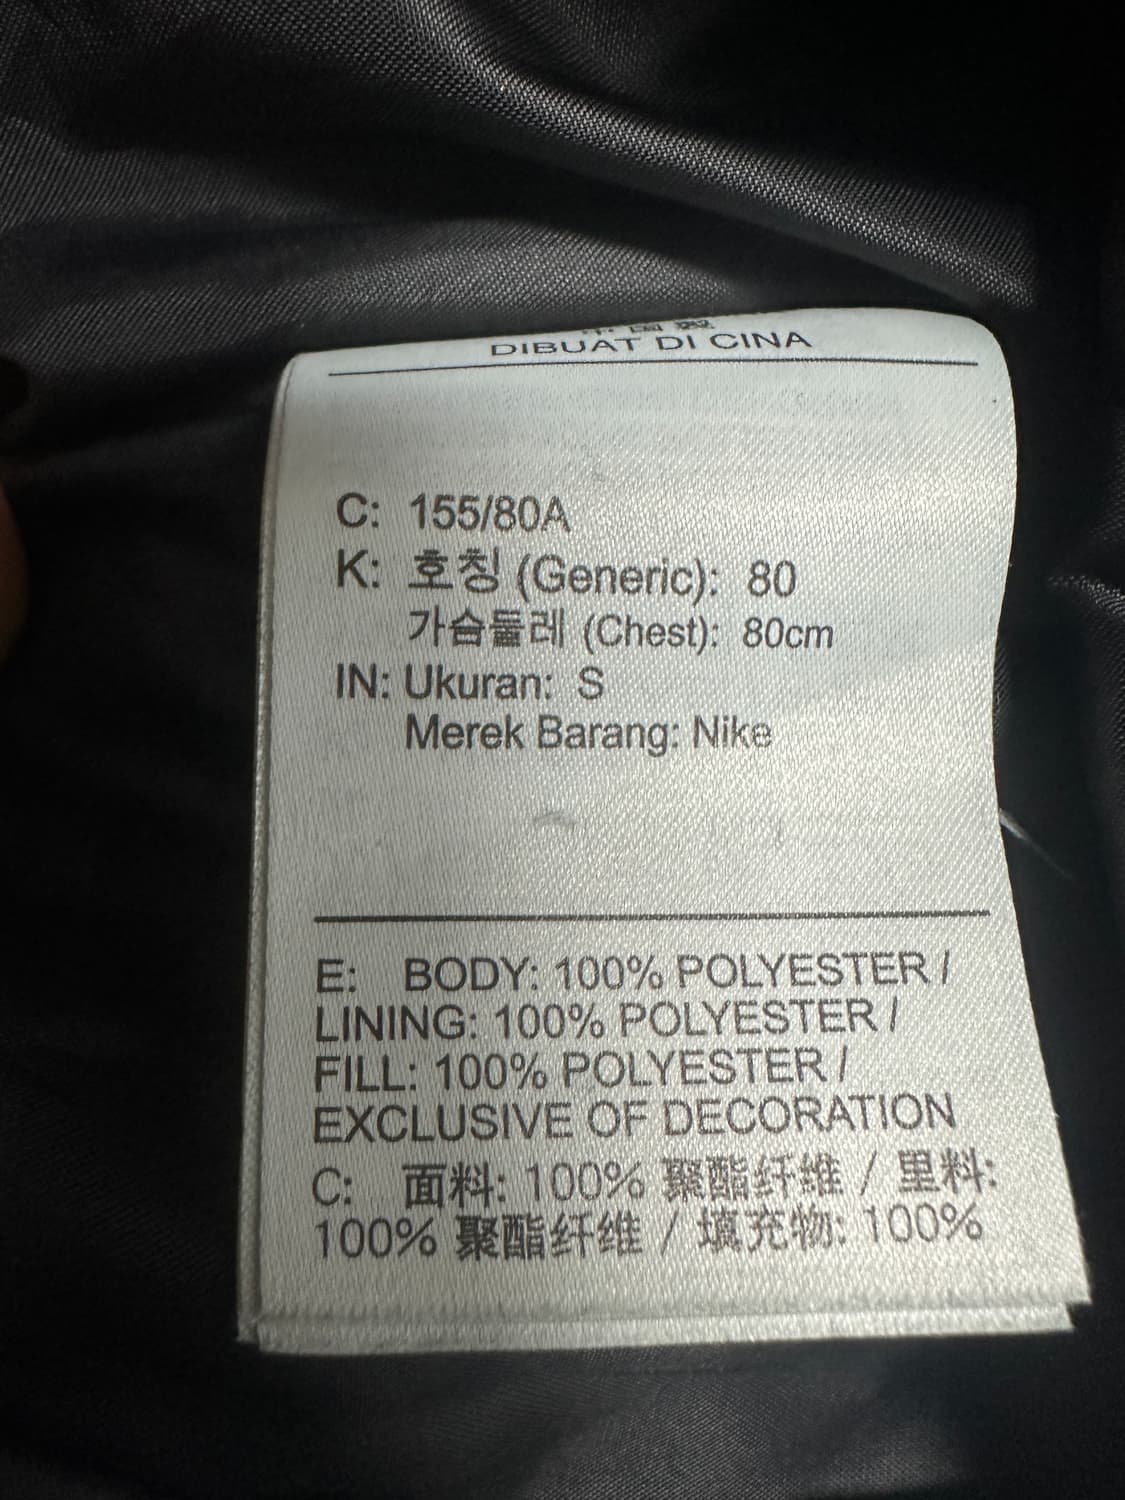 DIBUAT DI CINA
C: 155/80A
K: 호칭 (Generic): 80
가슴둘레 (Chest): 80cm
IN: Ukuran: S
Merek Barang: Nike
E: BODY: 100% POLYESTER /
LINING: 100% POLYESTER /
FILL: 100% POLYESTER /
EXCLUSIVE OF DECORATION
C: 面料: 100% 聚酯纤维 / 里料:
100% 聚酯纤维 / 填充物: 100%